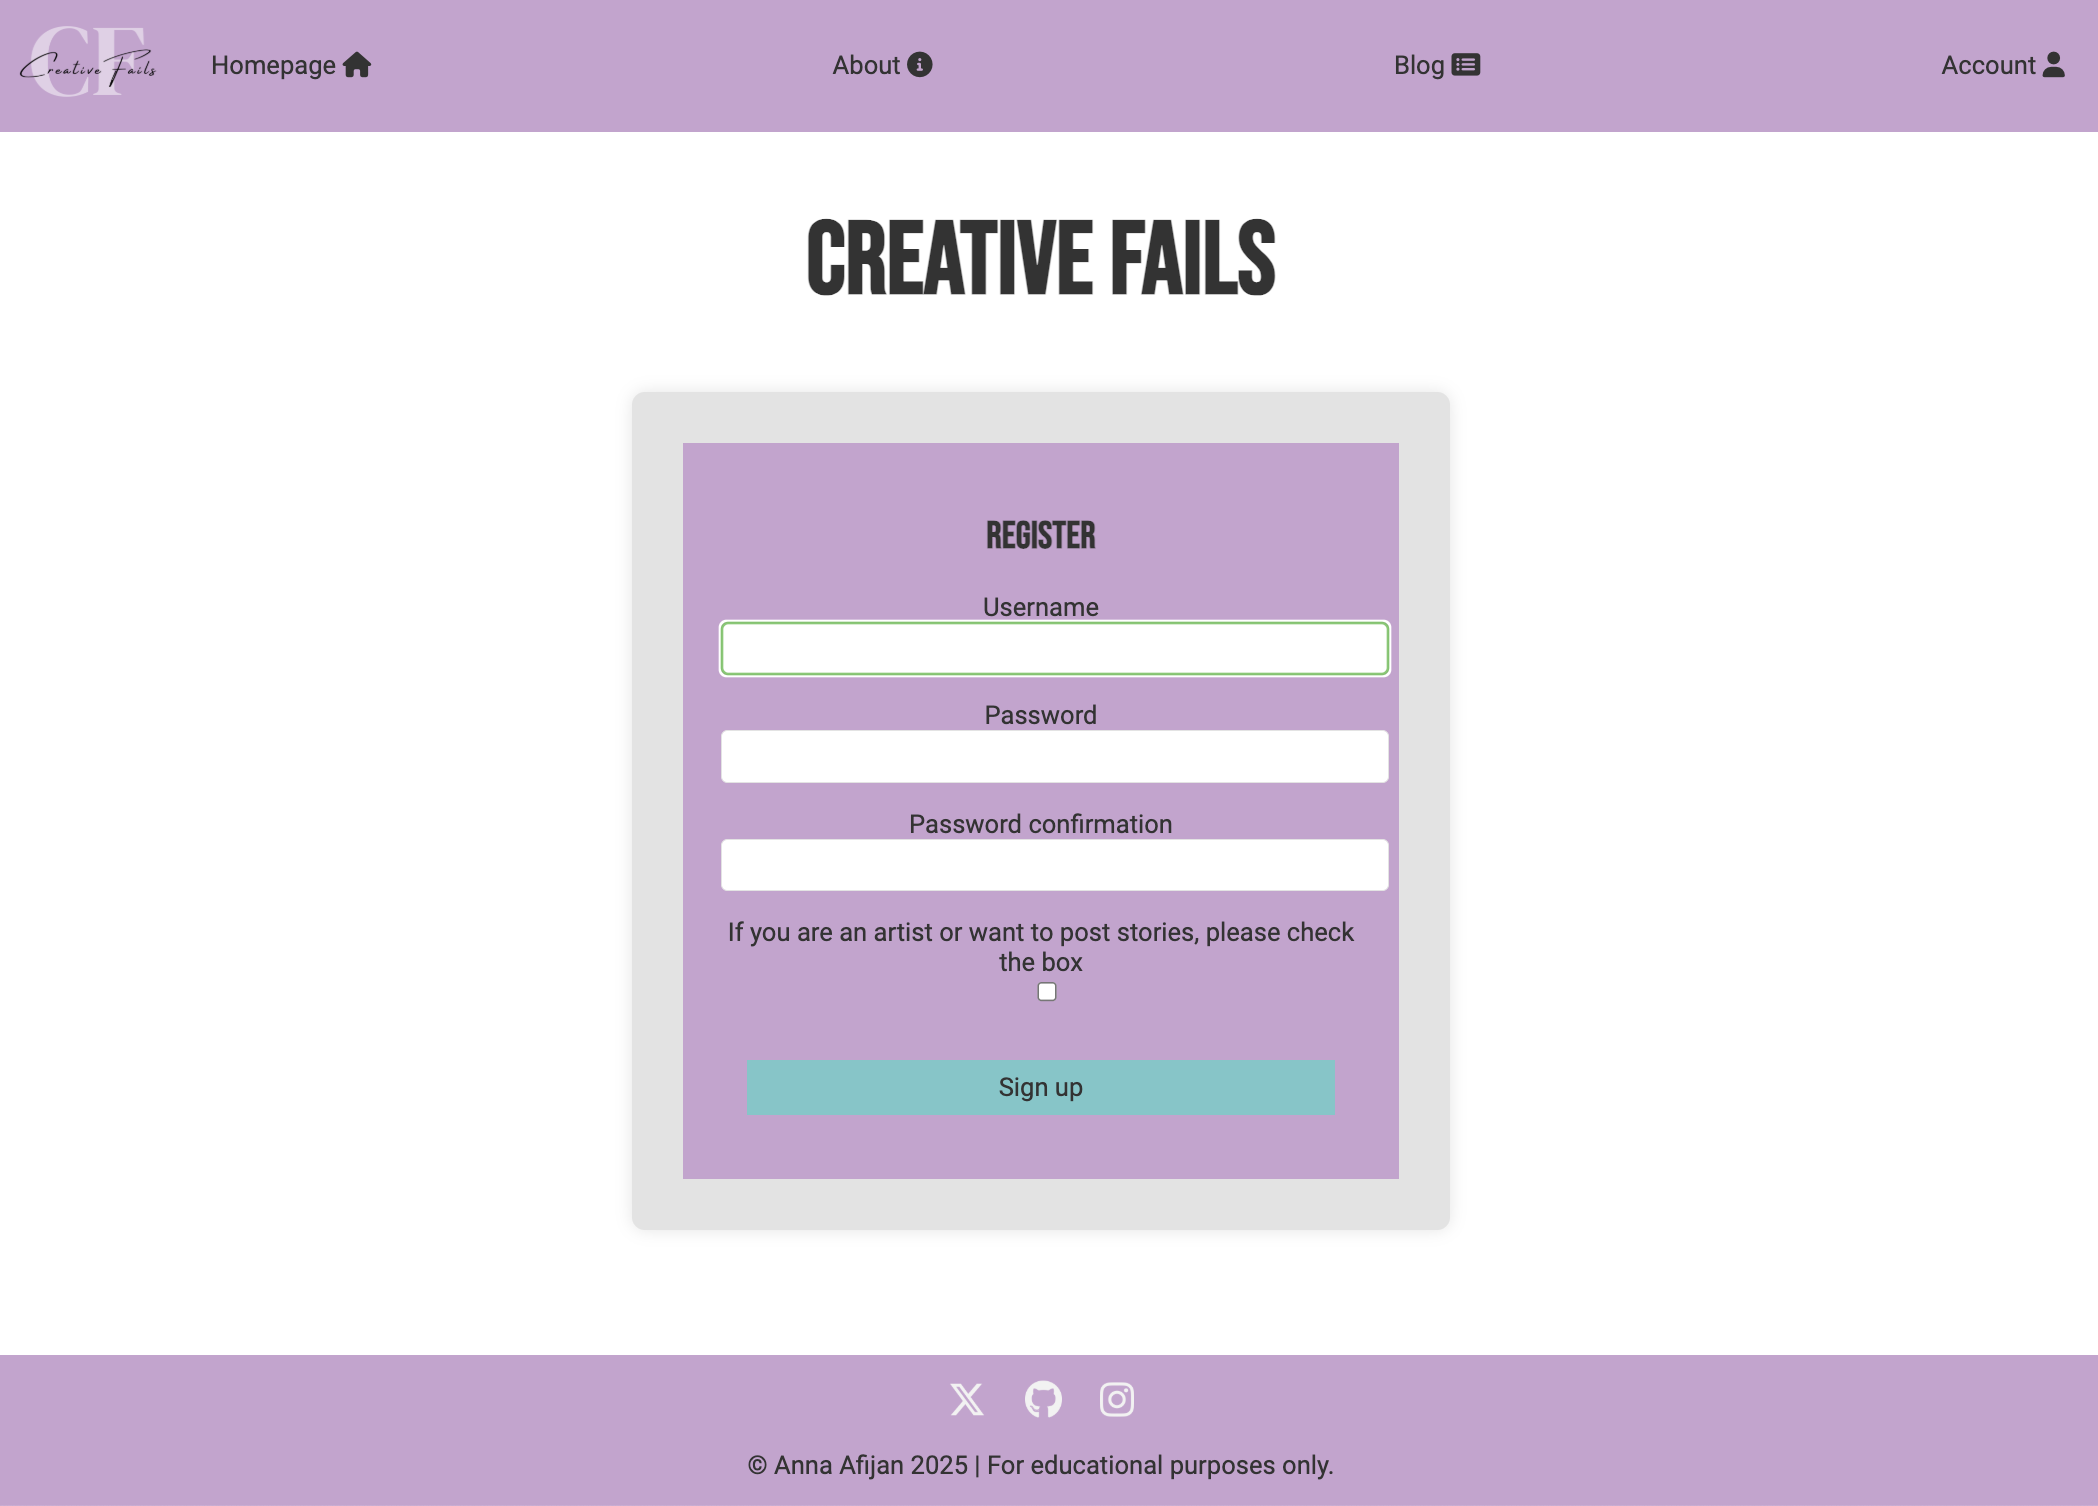 CF
Creative Fails
Homepage
About
Blog
Account
CREATIVE FAILS
REGISTER
Username
Password
Password confirmation
If you are an artist or want to post stories, please check
the box
Sign up
© Anna Afijan 2025 | For educational purposes only.